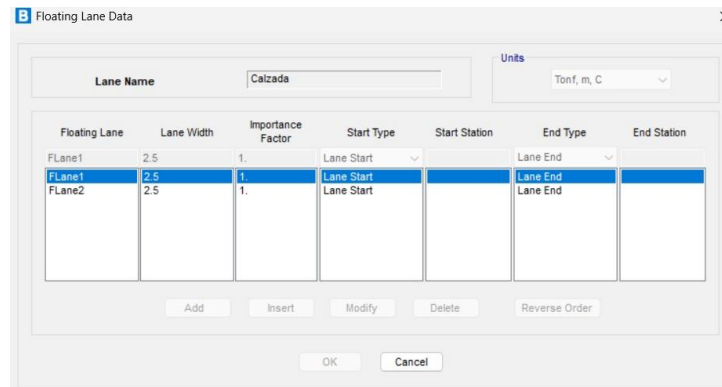 B Floating Lane Data
Units
Lane Name Calzada Tonf, m, C
Floating Lane Lane Width Importance Factor Start Type Start Station End Type End Station
FLane1 2.5 1. Lane Start Lane End
FLane1 2.5 1. Lane Start Lane End
FLane2 2.5 1. Lane Start Lane End
Add Insert Modify Delete Reverse Order
OK Cancel